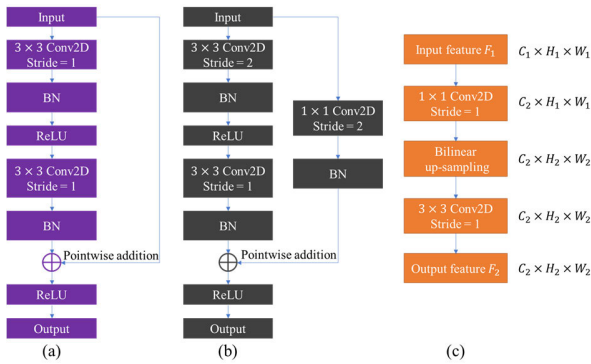 Input
3 × 3 Conv2D
Stride = 1
BN
ReLU
3 × 3 Conv2D
Stride = 1
BN
Pointwise addition
ReLU
Output
(a)
Input
3 × 3 Conv2D
Stride = 2
BN
ReLU
3 × 3 Conv2D
Stride = 1
BN
1 × 1 Conv2D
Stride = 2
BN
Pointwise addition
ReLU
Output
(b)
Input feature F₁ C₁ × H₁ × W₁
1 × 1 Conv2D
Stride = 1 C₂ × H₁ × W₁
Bilinear
up-sampling C₂ × H₂ × W₂
3 × 3 Conv2D
Stride = 1 C₂ × H₂ × W₂
Output feature F₂ C₂ × H₂ × W₂
(c)